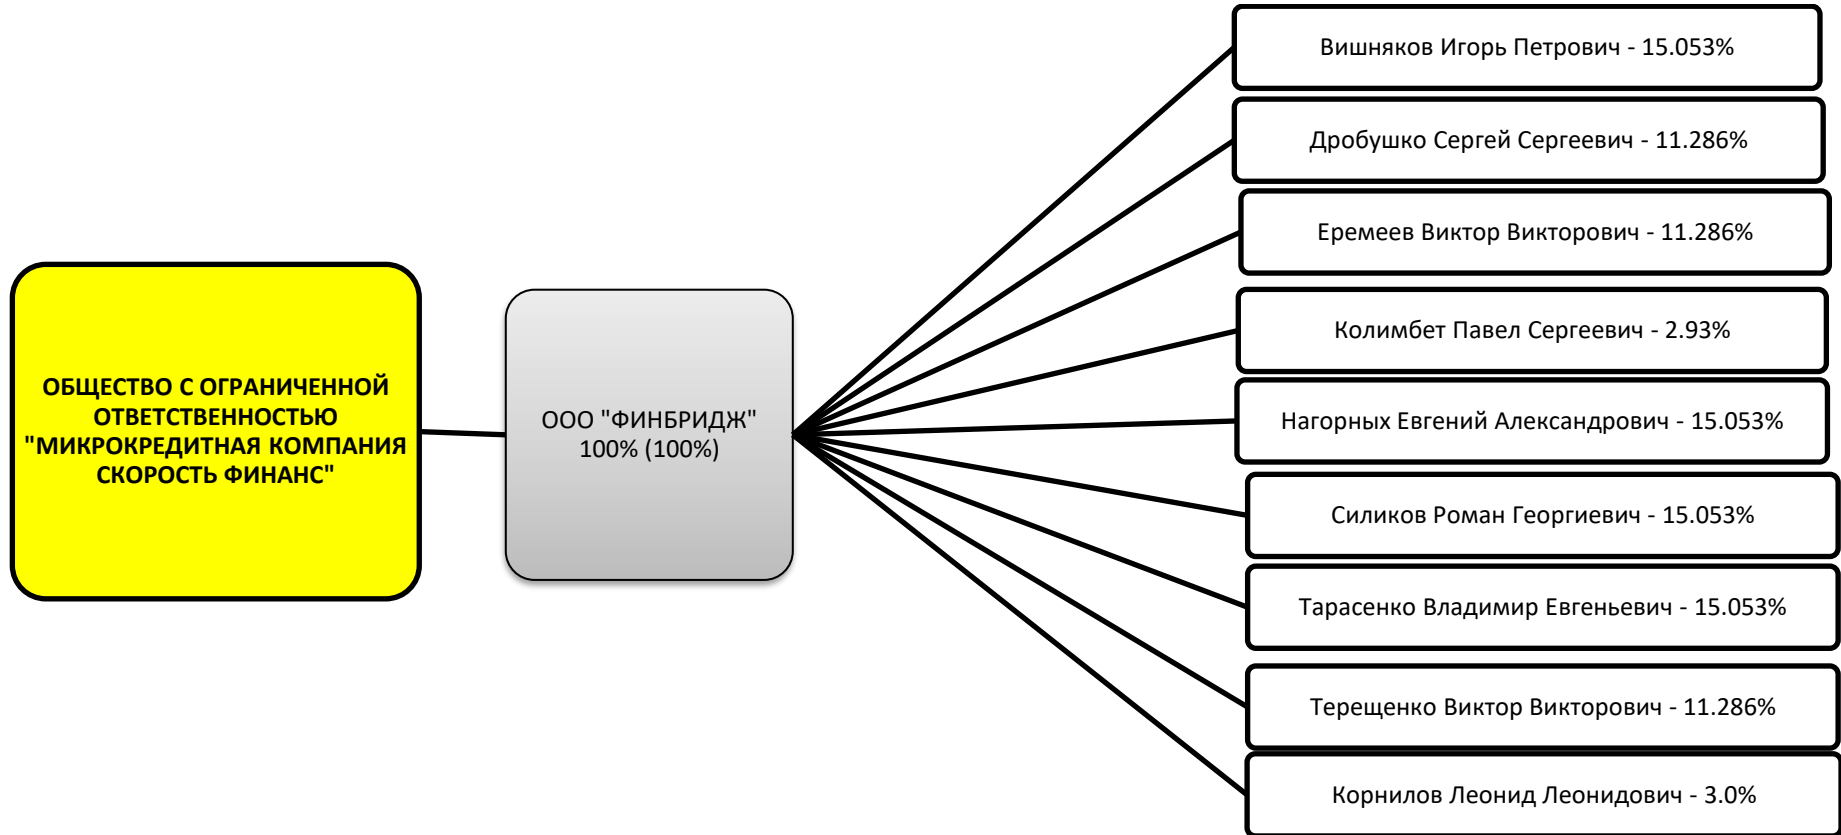 Вишняков Игорь Петрович - 15.053%
Дробушко Сергей Сергеевич - 11.286%
Еремеев Виктор Викторович - 11.286%
Колимбет Павел Сергеевич - 2.93%
ОБЩЕСТВО С ОГРАНИЧЕННОЙ
ОТВЕТСТВЕННОСТЬЮ
"МИКРОКРЕДИТНАЯ КОМПАНИЯ
СКОРОСТЬ ФИНАНС"
ООО "ФИНБРИДЖ"
100% (100%)
Нагорных Евгений Александрович - 15.053%
Силиков Роман Георгиевич - 15.053%
Тарасенко Владимир Евгеньевич - 15.053%
Терещенко Виктор Викторович - 11.286%
Корнилов Леонид Леонидович - 3.0%